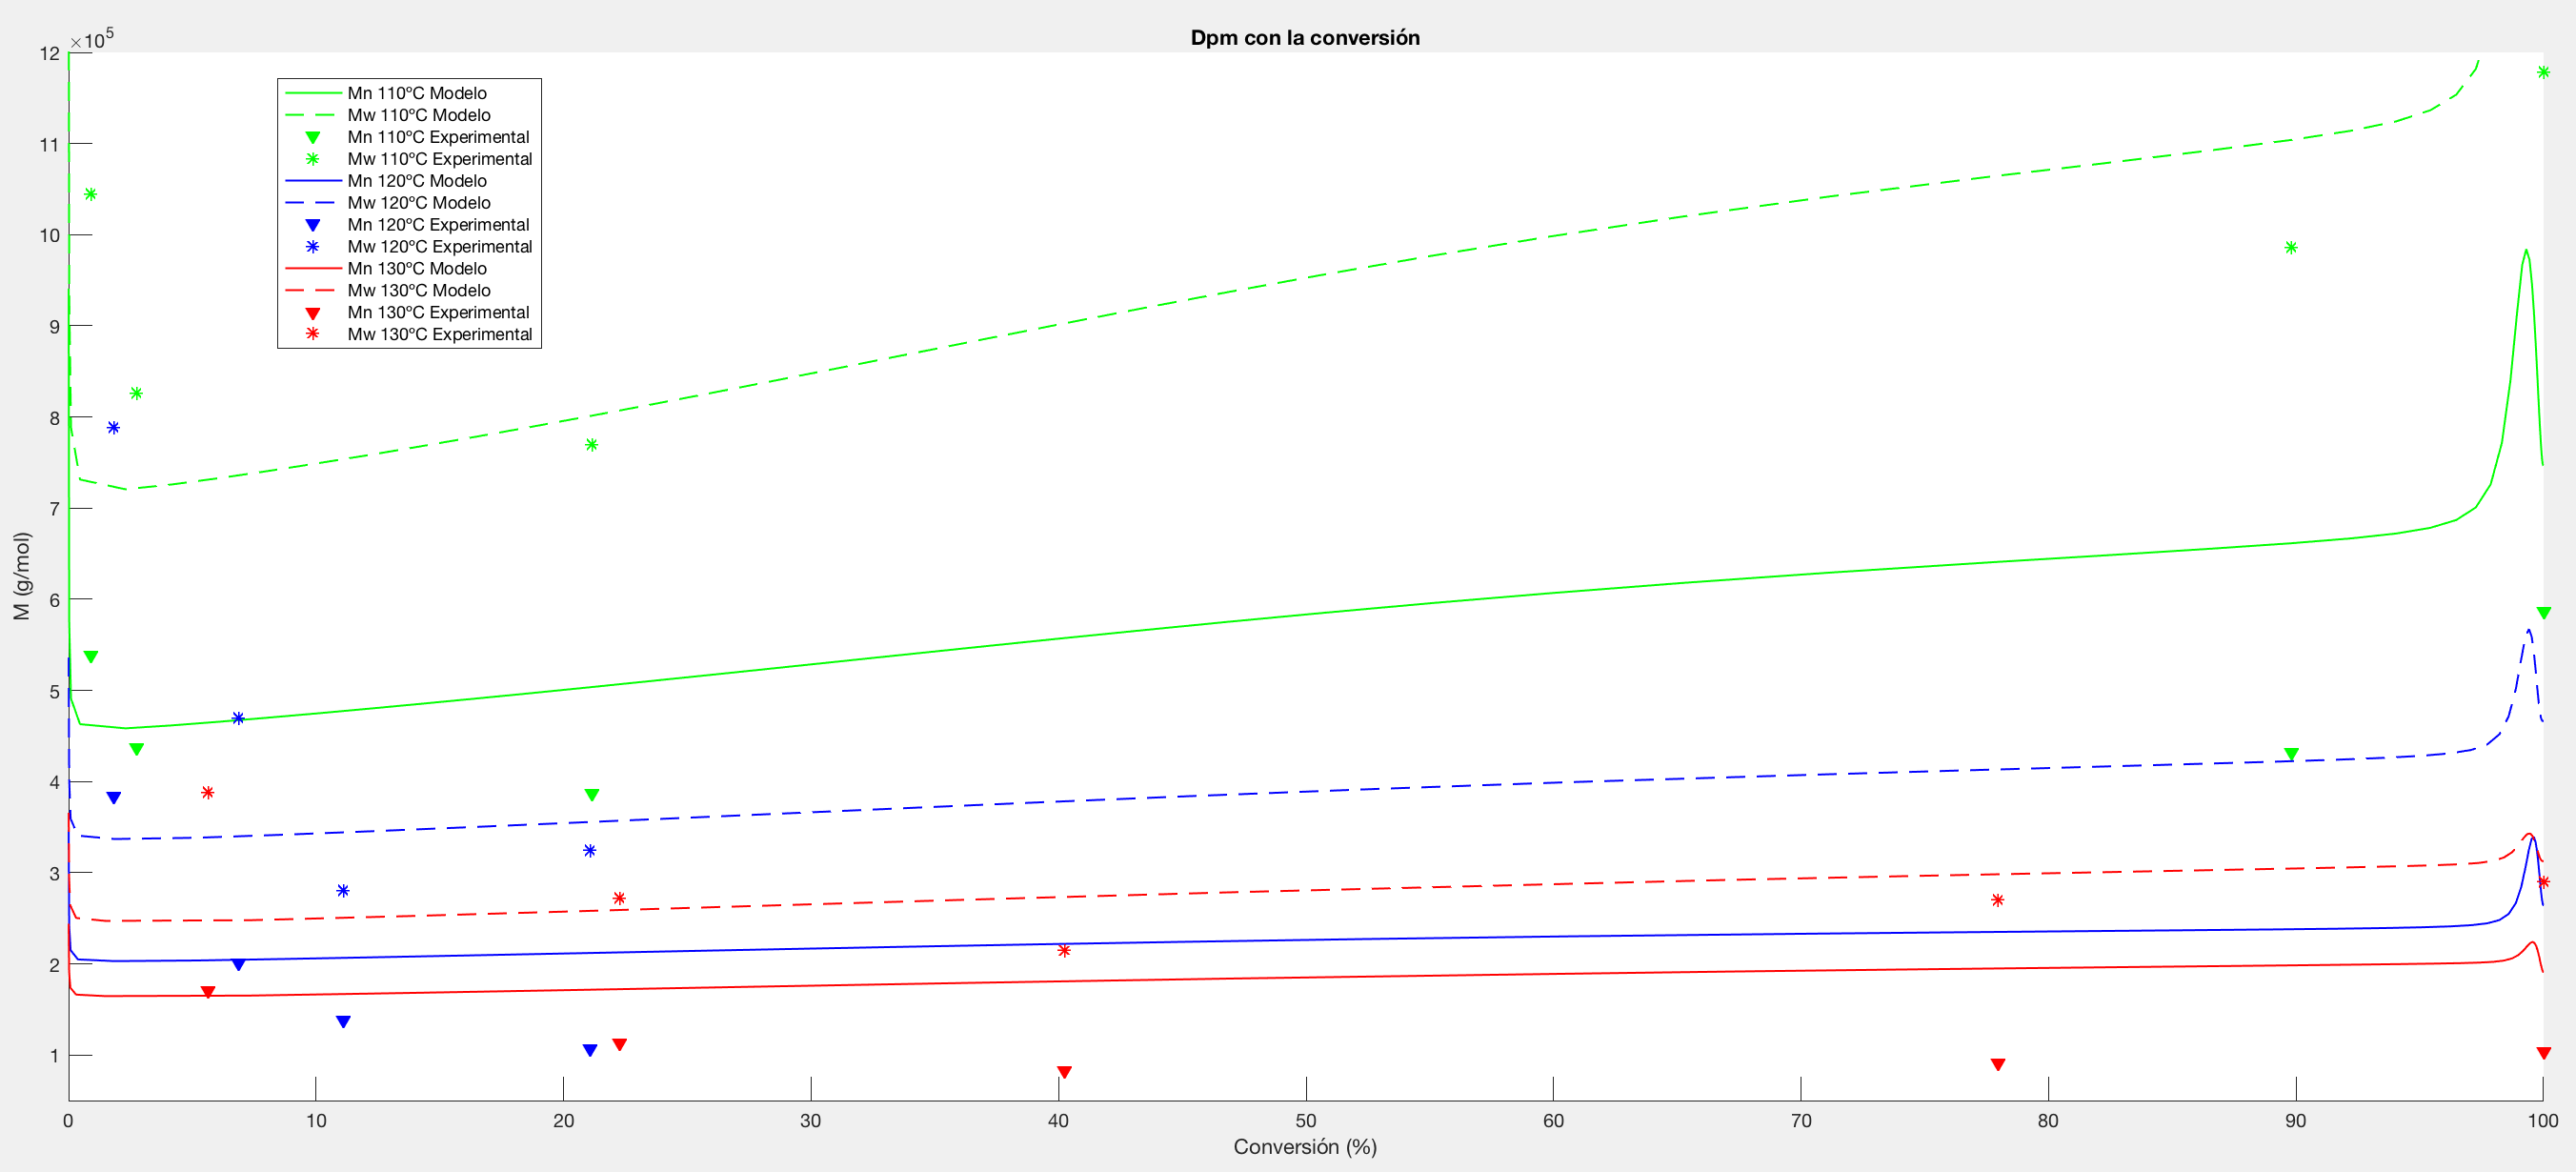 Dpm con la conversión
×10^5
12
11
10
9
8
7
6
5
4
3
2
1
M (g/mol)
Mn 110ºC Modelo
Mw 110ºC Modelo
Mn 110ºC Experimental
Mw 110ºC Experimental
Mn 120ºC Modelo
Mw 120ºC Modelo
Mn 120ºC Experimental
Mw 120ºC Experimental
Mn 130ºC Modelo
Mw 130ºC Modelo
Mn 130ºC Experimental
Mw 130ºC Experimental
0 10 20 30 40 50 60 70 80 90 100
Conversión (%)